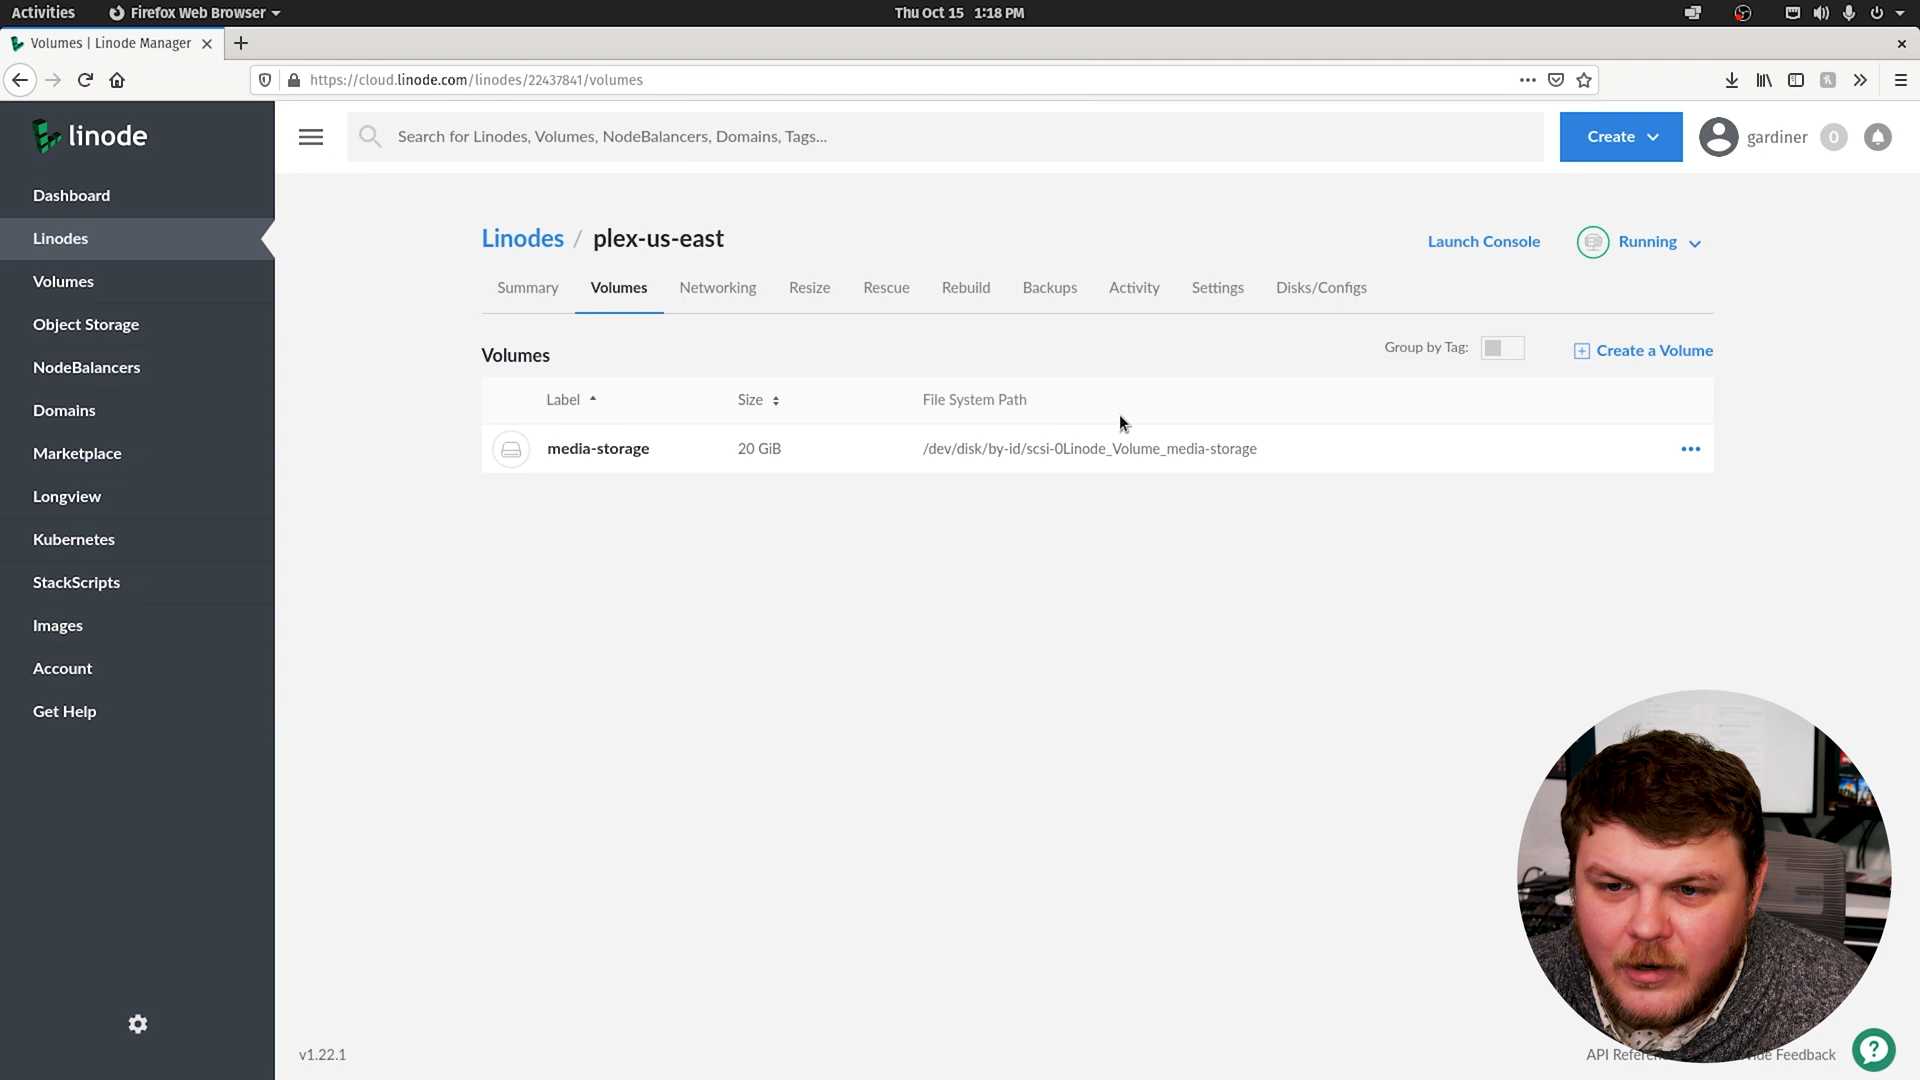 Activities
Firefox Web Browser
Thu Oct 15 1:18 PM
Volumes | Linode Manager
https://cloud.linode.com/linodes/22437841/volumes
linode
Search for Linodes, Volumes, NodeBalancers, Domains, Tags...
Create
gardiner
0
Dashboard
Linodes
Volumes
Object Storage
NodeBalancers
Domains
Marketplace
Longview
Kubernetes
StackScripts
Images
Account
Get Help
Linodes / plex-us-east
Launch Console
Running
Summary Volumes Networking Resize Rescue Rebuild Backups Activity Settings Disks/Configs
Volumes
Group by Tag:
Create a Volume
Label Size File System Path
media-storage 20 GiB /dev/disk/by-id/scsi-0Linode_Volume_media-storage
v1.22.1
API
Feedback
?